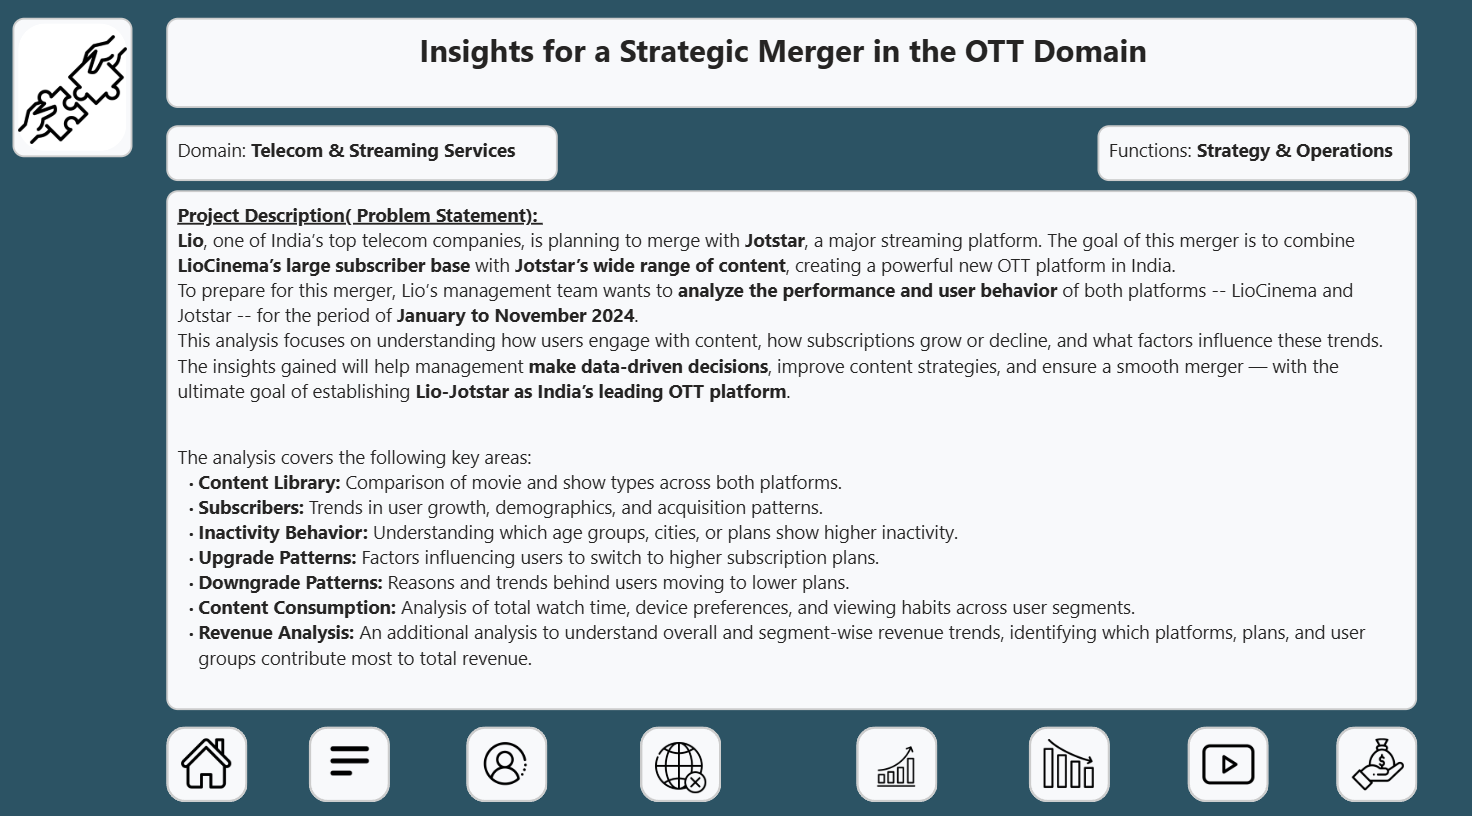 Insights for a Strategic Merger in the OTT Domain
Domain: Telecom & Streaming Services
Functions: Strategy & Operations
Project Description( Problem Statement):
Lio, one of India's top telecom companies, is planning to merge with Jotstar, a major streaming platform. The goal of this merger is to combine
LioCinema's large subscriber base with Jotstar's wide range of content, creating a powerful new OTT platform in India.
To prepare for this merger, Lio's management team wants to analyze the performance and user behavior of both platforms -- LioCinema and
Jotstar -- for the period of January to November 2024.
This analysis focuses on understanding how users engage with content, how subscriptions grow or decline, and what factors influence these trends.
The insights gained will help management make data-driven decisions, improve content strategies, and ensure a smooth merger — with the
ultimate goal of establishing Lio-Jotstar as India's leading OTT platform.
The analysis covers the following key areas:
• Content Library: Comparison of movie and show types across both platforms.
• Subscribers: Trends in user growth, demographics, and acquisition patterns.
• Inactivity Behavior: Understanding which age groups, cities, or plans show higher inactivity.
• Upgrade Patterns: Factors influencing users to switch to higher subscription plans.
• Downgrade Patterns: Reasons and trends behind users moving to lower plans.
• Content Consumption: Analysis of total watch time, device preferences, and viewing habits across user segments.
• Revenue Analysis: An additional analysis to understand overall and segment-wise revenue trends, identifying which platforms, plans, and user
groups contribute most to total revenue.
$